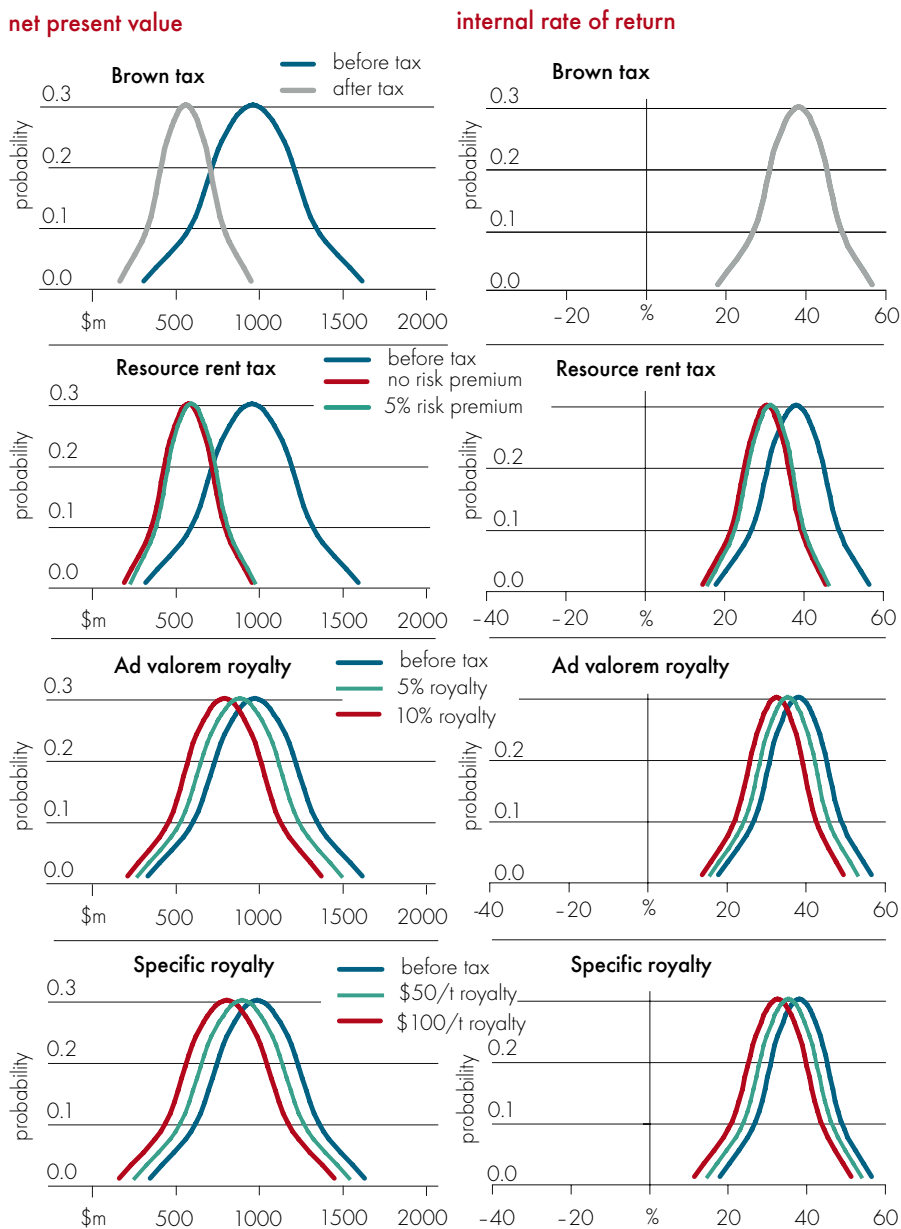 net present value
internal rate of return
Brown tax
before tax
after tax
probability
0.3
0.2
0.1
0.0
$m 500 1000 1500 2000
Brown tax
probability
0.3
0.2
0.1
0.0
−20 % 20 40 60
Resource rent tax
before tax
no risk premium
5% risk premium
probability
0.3
0.2
0.1
0.0
$m 500 1000 1500 2000
Resource rent tax
probability
0.2
0.1
0.0
−40 −20 % 20 40 60
Ad valorem royalty
before tax
5% royalty
10% royalty
probability
0.3
0.2
0.1
0.0
$m 500 1000 1500 2000
Ad valorem royalty
probability
0.2
0.1
0.0
-40 −20 % 20 40 60
Specific royalty
before tax
$50/t royalty
$100/t royalty
probability
0.3
0.2
0.1
0.0
$m 500 1000 1500 2000
Specific royalty
probability
0.2
0.1
0.0
−40 −20 % 20 40 60